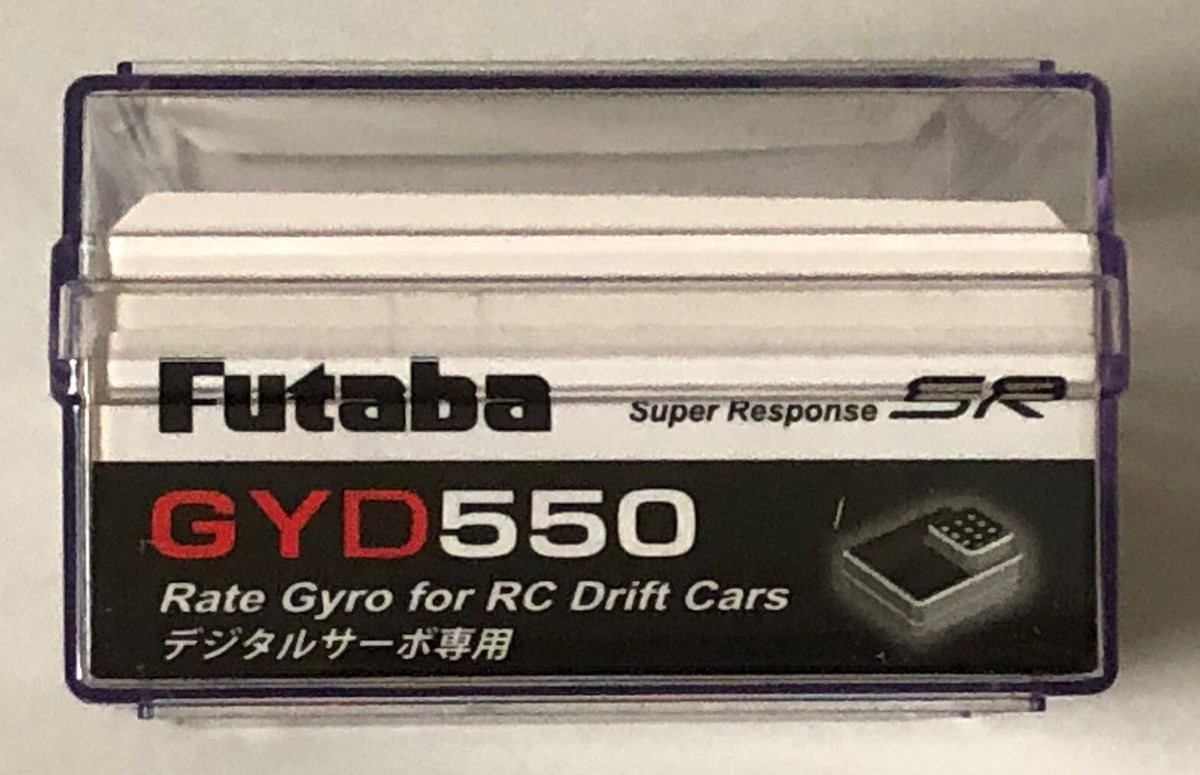 Futaba
Super Response SR
GYD550
Rate Gyro for RC Drift Cars
デジタルサーボ専用